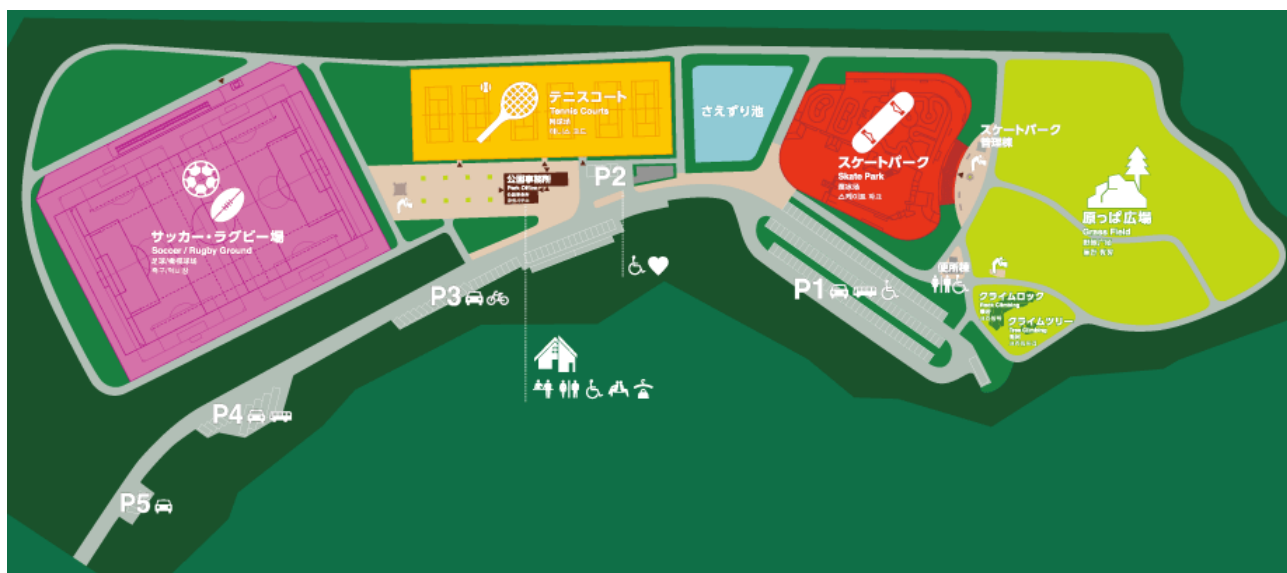 テニスコート
Tennis Courts
さえずり池
スケートパーク
Skate Park
スケートパーク
管理棟
原っぱ広場
Grass Field
サッカー・ラグビー場
Soccer / Rugby Ground
公園事務所
Park Office
P2
P3
P1
便所棟
クライムロック
クライムツリー
Tree Climbing
P4
P5